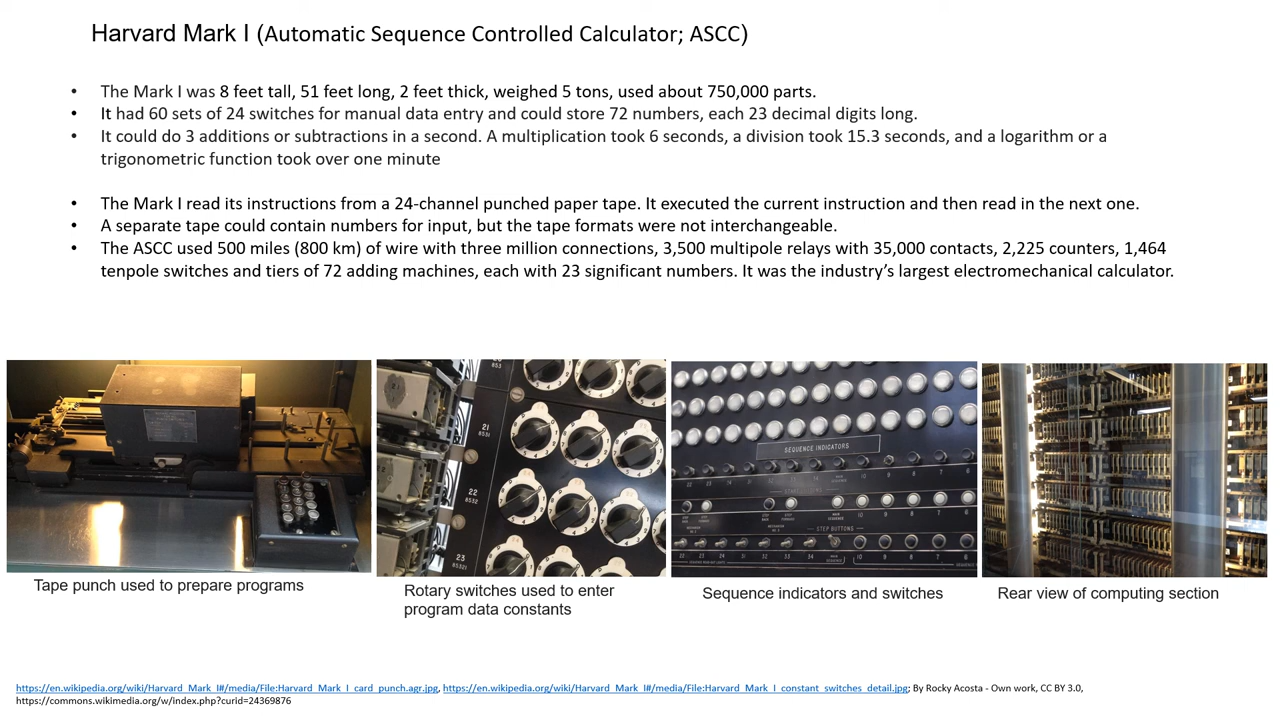 Harvard Mark I (Automatic Sequence Controlled Calculator; ASCC)
• The Mark I was 8 feet tall, 51 feet long, 2 feet thick, weighed 5 tons, used about 750,000 parts.
• It had 60 sets of 24 switches for manual data entry and could store 72 numbers, each 23 decimal digits long.
• It could do 3 additions or subtractions in a second. A multiplication took 6 seconds, a division took 15.3 seconds, and a logarithm or a
trigonometric function took over one minute
• The Mark I read its instructions from a 24-channel punched paper tape. It executed the current instruction and then read in the next one.
• A separate tape could contain numbers for input, but the tape formats were not interchangeable.
• The ASCC used 500 miles (800 km) of wire with three million connections, 3,500 multipole relays with 35,000 contacts, 2,225 counters, 1,464
tenpole switches and tiers of 72 adding machines, each with 23 significant numbers. It was the industry's largest electromechanical calculator.
21
22
23
SEQUENCE INDICATORS
STEP BUTTONS
Tape punch used to prepare programs
Rotary switches used to enter
program data constants
Sequence indicators and switches
Rear view of computing section
https://en.wikipedia.org/wiki/Harvard_Mark_I#/media/File:Harvard_Mark_I_card_punch.agr.jpg, https://en.wikipedia.org/wiki/Harvard_Mark_I#/media/File:Harvard_Mark_I_constant_switches_detail.jpg; By Rocky Acosta - Own work, CC BY 3.0,
https://commons.wikimedia.org/w/index.php?curid=24369876